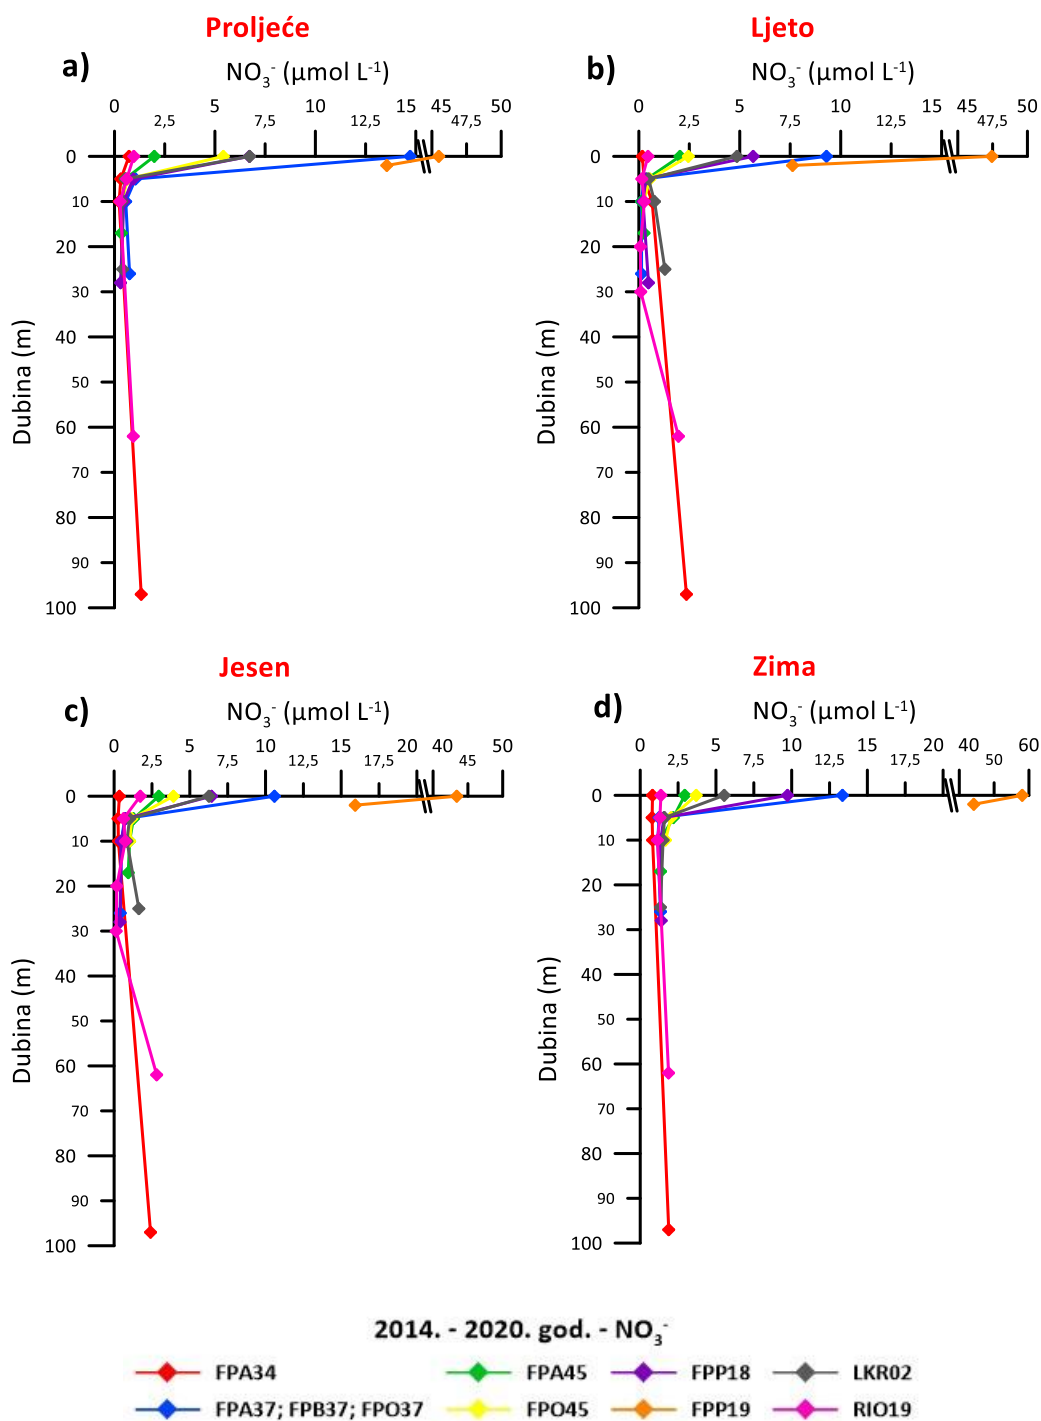 Proljeće
a)
NO3- (µmol L-1)
0 5 10 15 45 50
2,5 7,5 12,5 47,5
0
10
20
30
40
50
60
70
80
90
100
Dubina (m)
Ljeto
b)
NO3- (µmol L-1)
0 5 10 15 45 50
2,5 7,5 12,5 47,5
0
10
20
30
40
50
60
70
80
90
100
Dubina (m)
Jesen
c)
NO3- (µmol L-1)
0 5 10 15 20 40 50
2,5 7,5 12,5 17,5 45
0
10
20
30
40
50
60
70
80
90
100
Dubina (m)
Zima
d)
NO3- (µmol L-1)
0 5 10 15 20 40 60
2,5 7,5 12,5 17,5 50
0
10
20
30
40
50
60
70
80
90
100
Dubina (m)
2014. - 2020. god. - NO3-
FPA34 FPA45 FPP18 LKR02
FPA37; FPB37; FPO37 FPO45 FPP19 RIO19